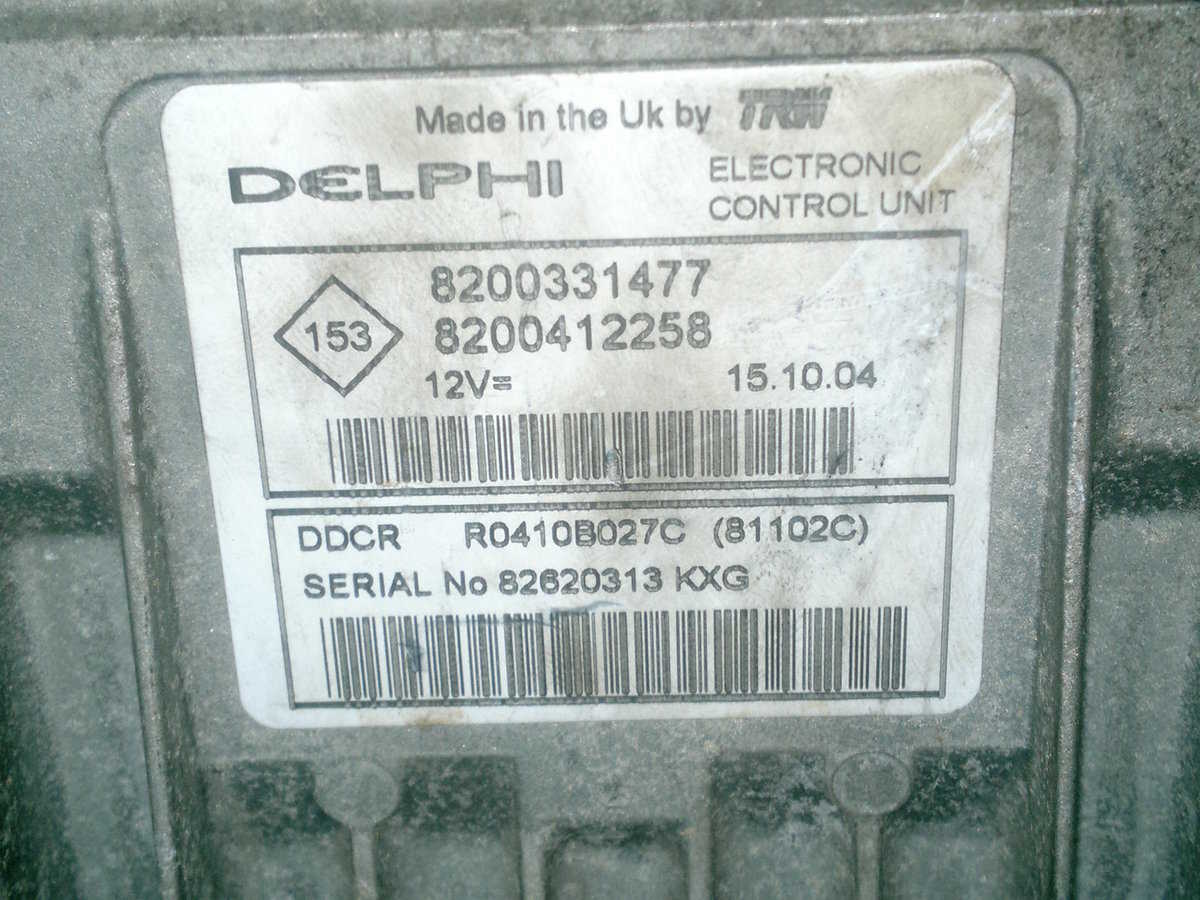 Made in the Uk by TRW
DELPHI
ELECTRONIC
CONTROL UNIT
8200331477
153
8200412258
12V=
15.10.04
DDCR R0410B027C (81102C)
SERIAL No 82620313 KXG